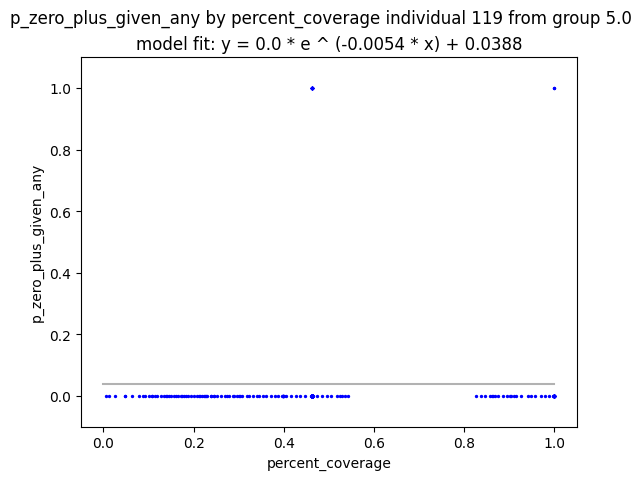 p_zero_plus_given_any by percent_coverage individual 119 from group 5.0
model fit: y = 0.0 * e ^ (-0.0054 * x) + 0.0388
1.0
0.8
0.6
0.4
0.2
0.0
p_zero_plus_given_any
0.0 0.2 0.4 0.6 0.8 1.0
percent_coverage